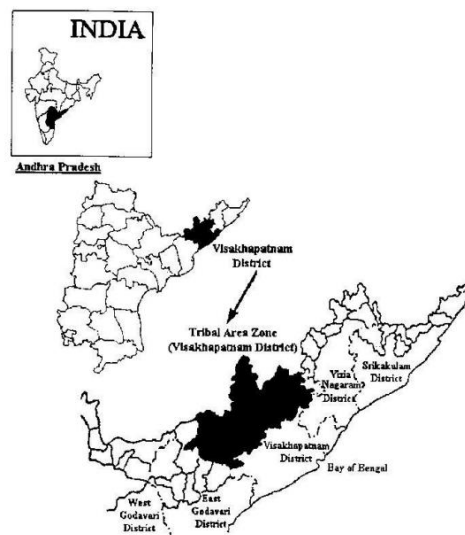 INDIA
Andhra Pradesh
Visakhapatnam
District
Tribal Area Zone
(Visakhapatnam District)
Srikakulam
District
Vizia
Nagaram
District
Visakhapatnam
District
Bay of Bengal
West
Godavari
District
East
Godavari
District